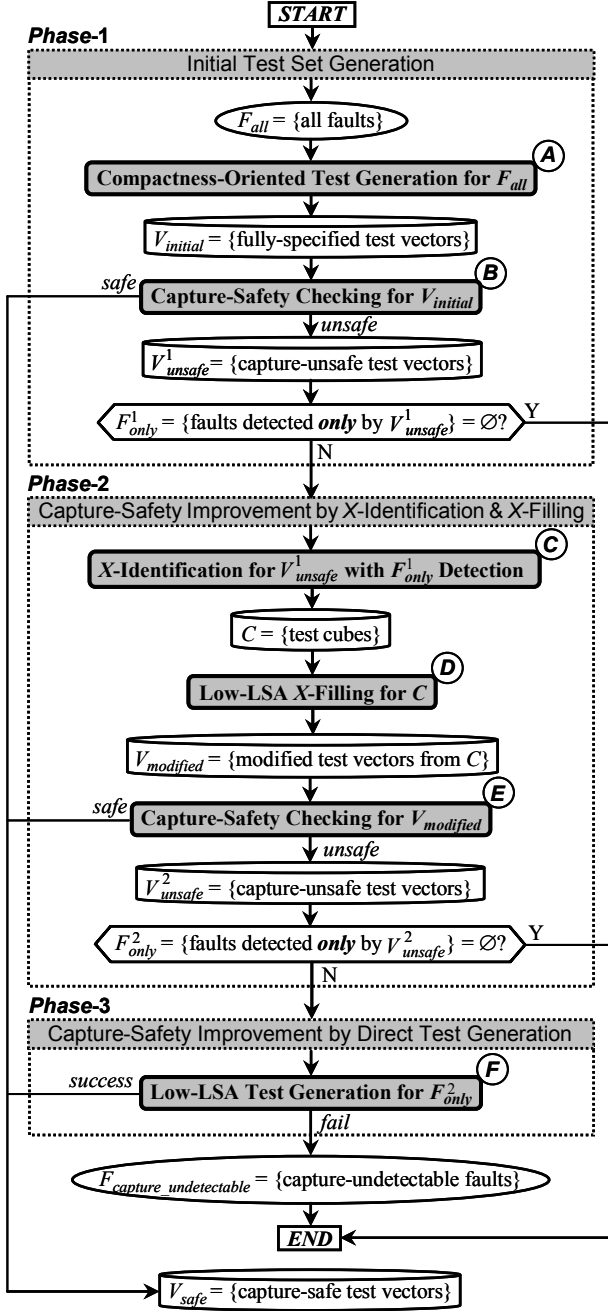 START
Phase-1
Initial Test Set Generation
F_all = {all faults}
A
Compactness-Oriented Test Generation for F_all
V_initial = {fully-specified test vectors}
B
safe
Capture-Safety Checking for V_initial
unsafe
V^1_unsafe = {capture-unsafe test vectors}
F^1_only = {faults detected only by V^1_unsafe} = ∅?
Y
N
Phase-2
Capture-Safety Improvement by X-Identification & X-Filling
C
X-Identification for V^1_unsafe with F^1_only Detection
C = {test cubes}
D
Low-LSA X-Filling for C
V_modified = {modified test vectors from C}
E
safe
Capture-Safety Checking for V_modified
unsafe
V^2_unsafe = {capture-unsafe test vectors}
F^2_only = {faults detected only by V^2_unsafe} = ∅?
Y
N
Phase-3
Capture-Safety Improvement by Direct Test Generation
F
success
Low-LSA Test Generation for F^2_only
fail
F_capture_undetectable = {capture-undetectable faults}
END
V_safe = {capture-safe test vectors}